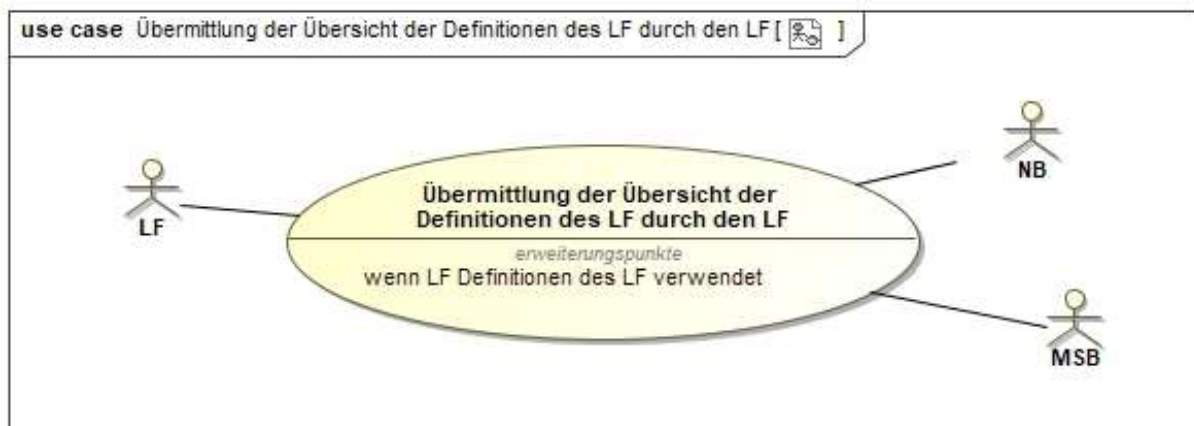 use case Übermittlung der Übersicht der Definitionen des LF durch den LF [ ]
NB
Übermittlung der Übersicht der
Definitionen des LF durch den LF
LF
erweiterungspunkte
wenn LF Definitionen des LF verwendet
MSB